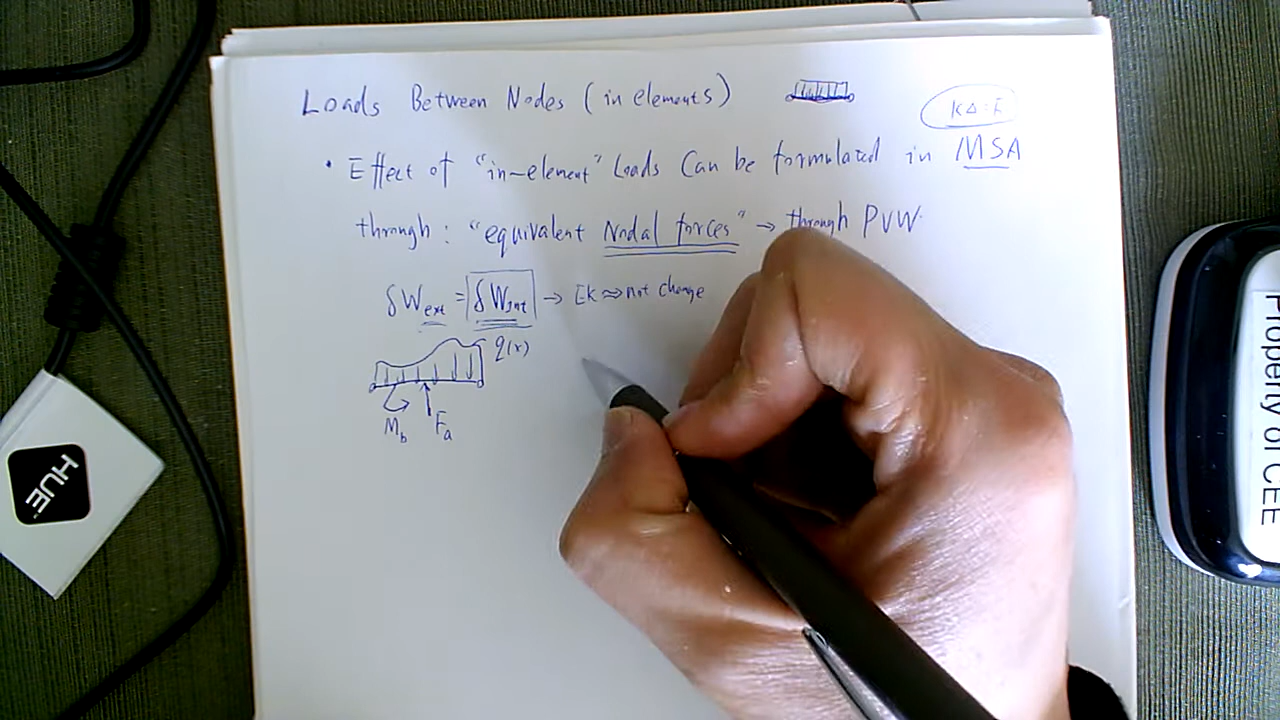 Loads Between Nodes (in elements)
KΔ=F
• Effect of "in-element" Loads Can be formulated in MSA
through: "equivalent Nodal forces" → through PVW
δWext = δWInt → Ek ⇒ not change
q(x)
Mb Fa
HUE
Property of CEE